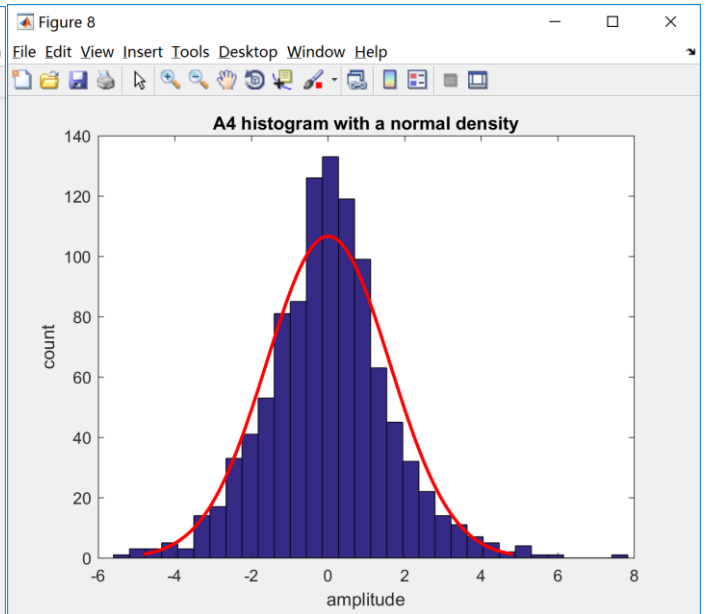 Figure 8
File Edit View Insert Tools Desktop Window Help
A4 histogram with a normal density
140
120
100
80
60
40
20
0
count
-6 -4 -2 0 2 4 6 8
amplitude